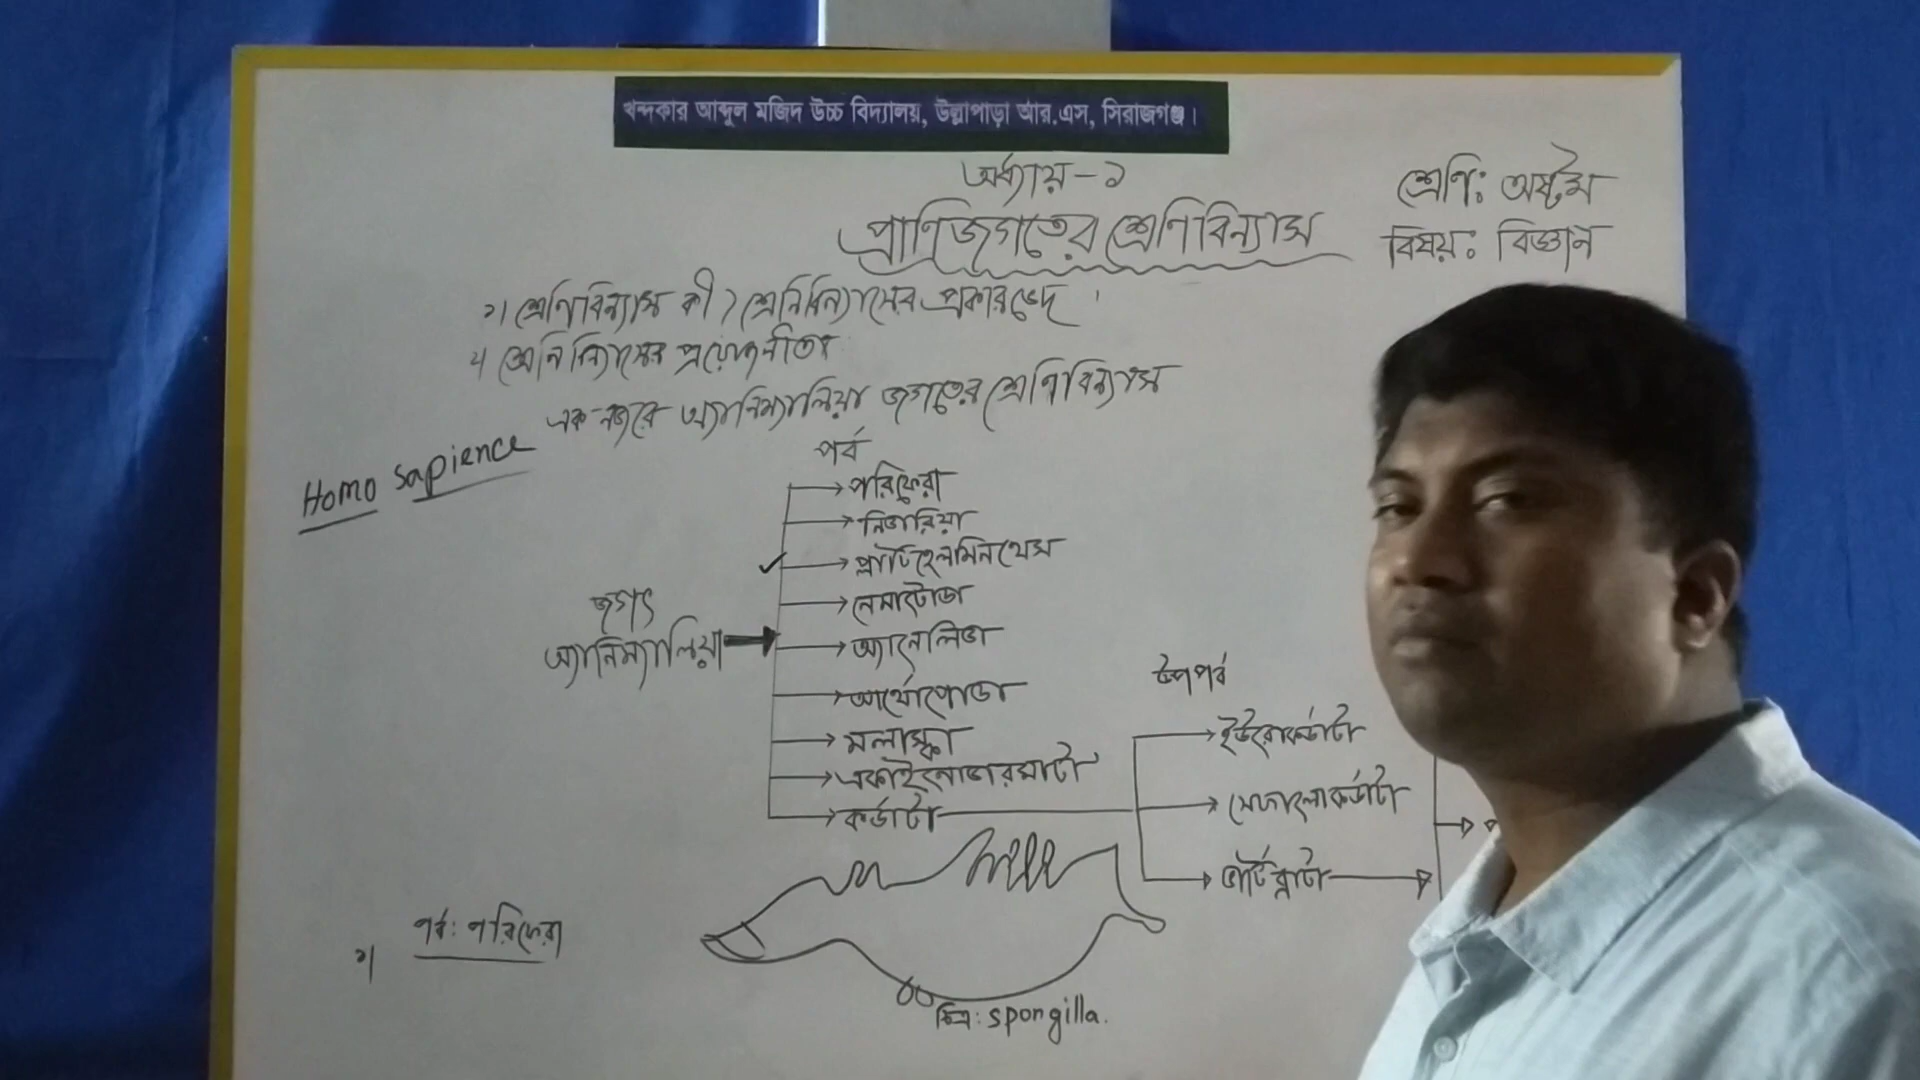 খন্দকার আব্দুল মজিদ উচ্চ বিদ্যালয়, উল্লাপাড়া আর.এস, সিরাজগঞ্জ।
অধ্যায়-১
প্রাণিজগতের শ্রেণিবিন্যাস
শ্রেণি: অষ্টম
বিষয়: বিজ্ঞান
১। শ্রেণিবিন্যাস কী? শ্রেনিবিন্যাসের প্রকারভেদ।
২। শ্রেনিবিন্যাসের প্রয়োজনীতা
এক নজরে অ্যানিম্যালিয়া জগতের শ্রেণিবিন্যাস
Homo sapience
পর্ব
পরিফেরা
নিডারিয়া
প্লাটিহেলমিনথেস
নেমাটোডা
অ্যানেলিডা
আর্থোপোডা
মলাস্কা
একাইনোডারমাটা
কর্ডাটা
জগৎ
অ্যানিম্যালিয়া
উপপর্ব
ইউরোকর্ডাটা
সেফালোকর্ডাটা
ভার্টিব্রাটা
১। পর্ব: পরিফেরা
চিত্র: spongilla.